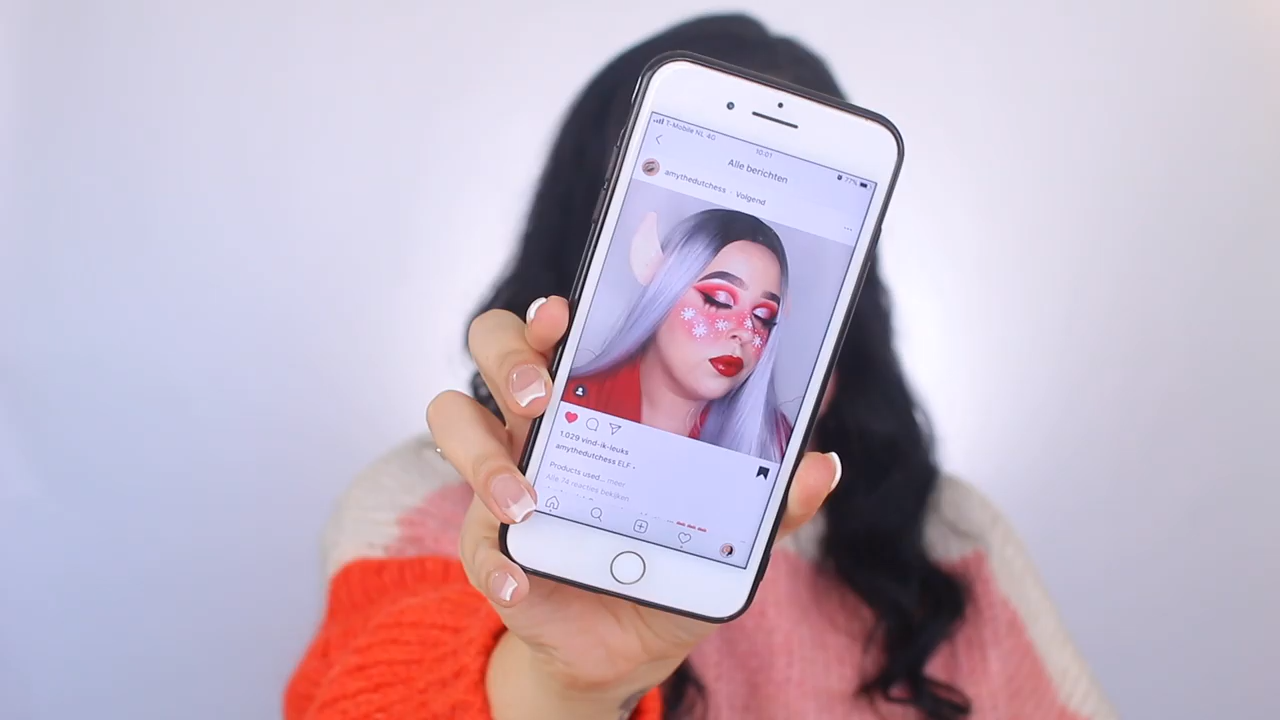 T-Mobile NL 4G
10:01
77%
Alle berichten
amythedutchess · Volgend
1.029 vind-ik-leuks
amythedutchess ELF •
Products used... meer
Alle 74 reacties bekijken